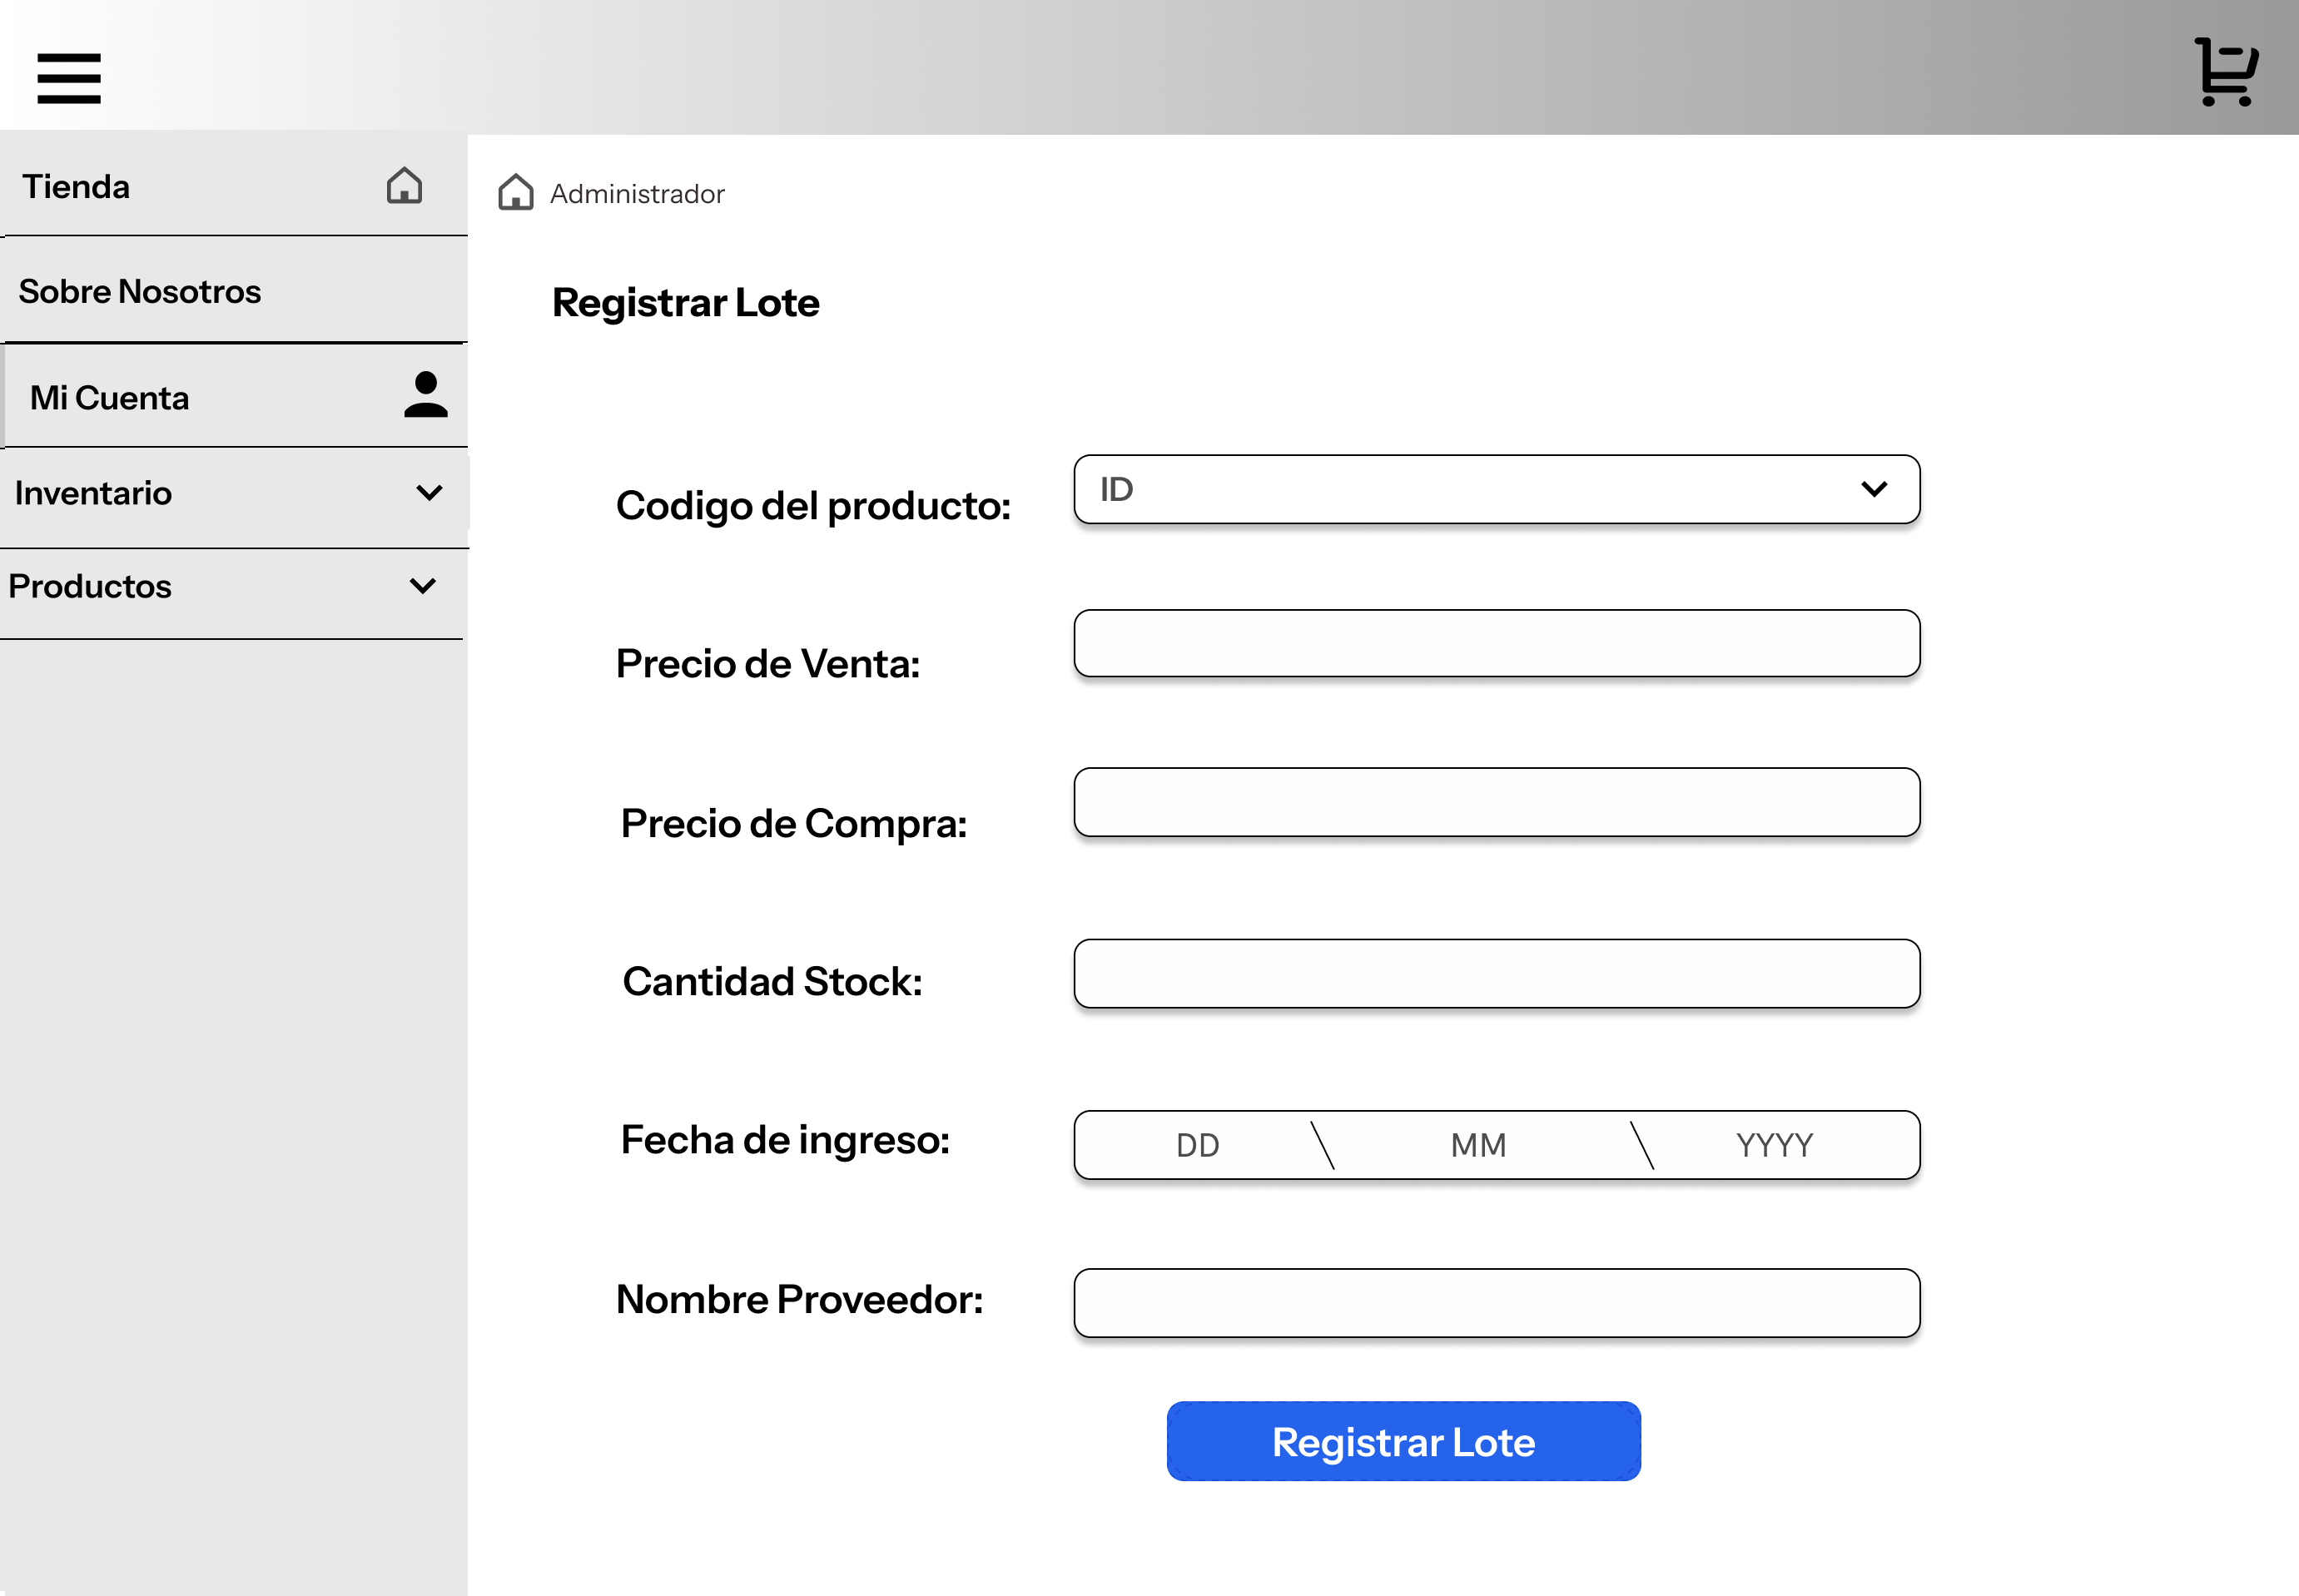 Tienda
Administrador
Sobre Nosotros
Registrar Lote
Mi Cuenta
Inventario
Productos
Codigo del producto:
ID
Precio de Venta:
Precio de Compra:
Cantidad Stock:
Fecha de ingreso:
DD \ MM \ YYYY
Nombre Proveedor:
Registrar Lote